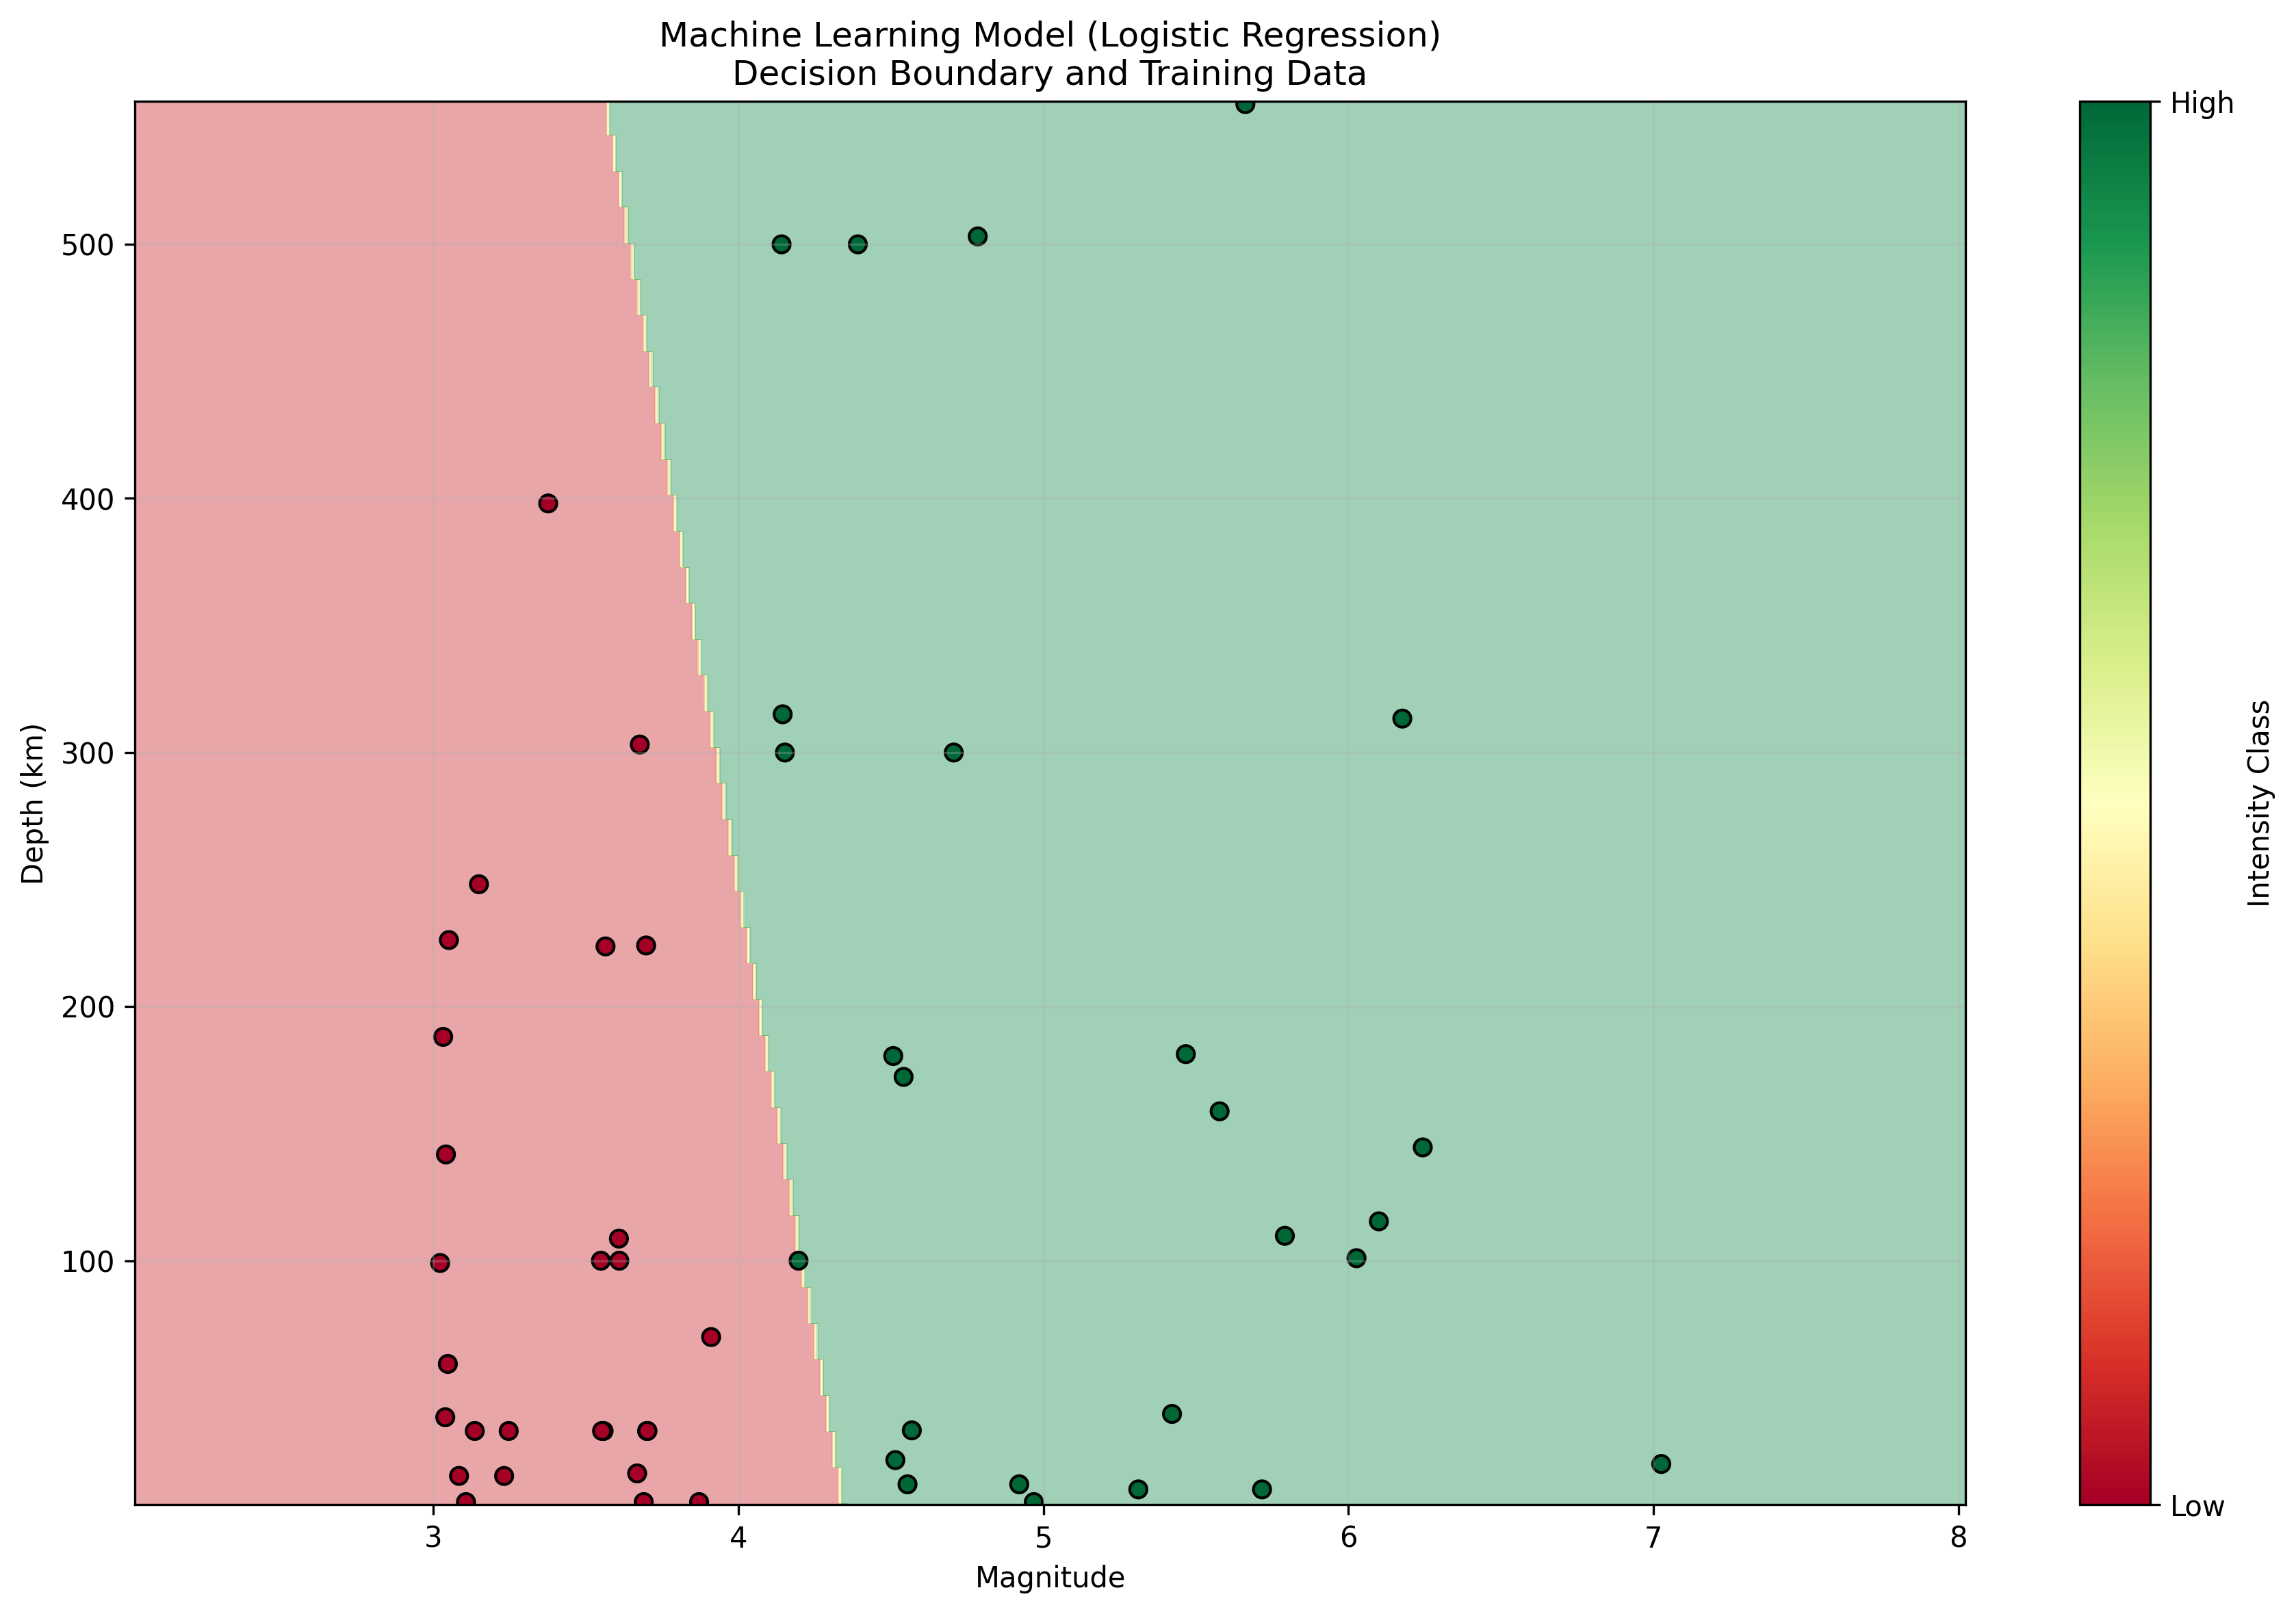 Machine Learning Model (Logistic Regression)
Decision Boundary and Training Data
Depth (km)
500
400
300
200
100
3 4 5 6 7 8
Magnitude
High
Low
Intensity Class